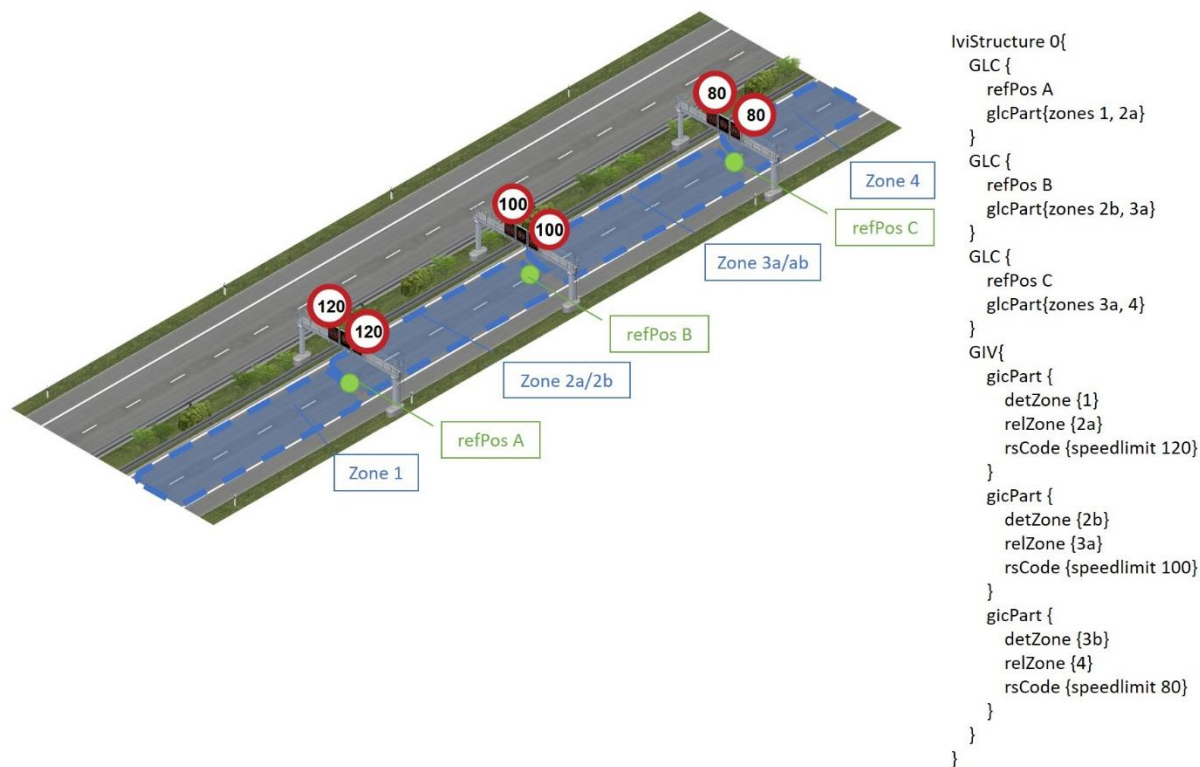 80
80
Zone 4
refPos C
100
100
Zone 3a/ab
refPos B
120
120
Zone 2a/2b
refPos A
Zone 1
IviStructure 0{
GLC {
refPos A
glcPart{zones 1, 2a}
}
GLC {
refPos B
glcPart{zones 2b, 3a}
}
GLC {
refPos C
glcPart{zones 3a, 4}
}
GIV{
gicPart {
detZone {1}
relZone {2a}
rsCode {speedlimit 120}
}
gicPart {
detZone {2b}
relZone {3a}
rsCode {speedlimit 100}
}
gicPart {
detZone {3b}
relZone {4}
rsCode {speedlimit 80}
}
}
}